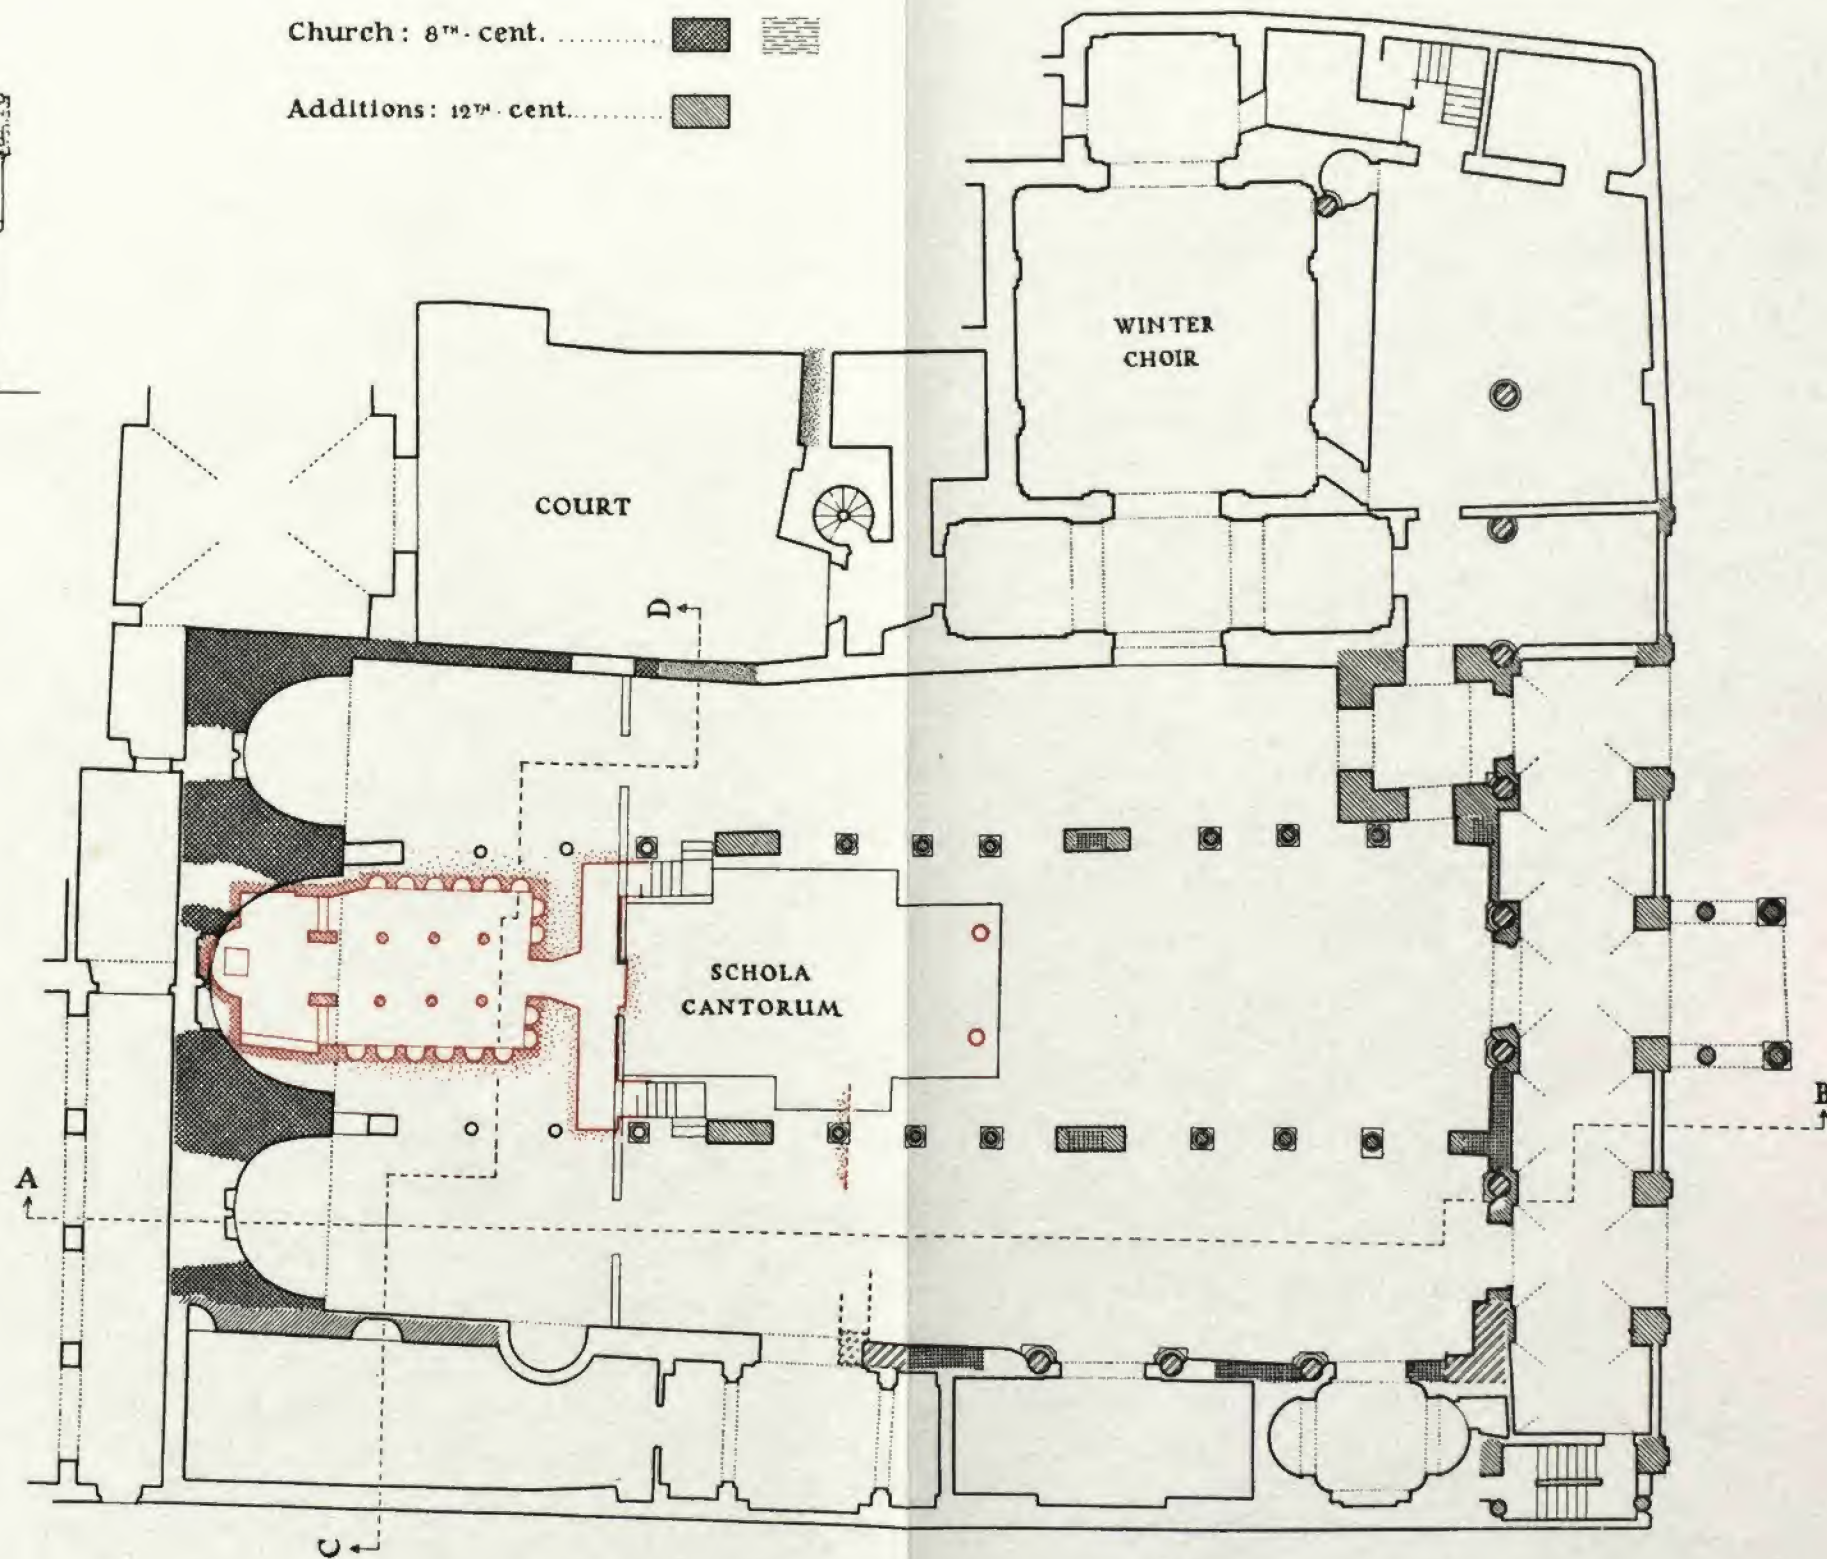 Church: 8TH. cent. ............
Additions: 12TH. cent. ............
WINTER
CHOIR
COURT
D
SCHOLA
CANTORUM
B
A
C